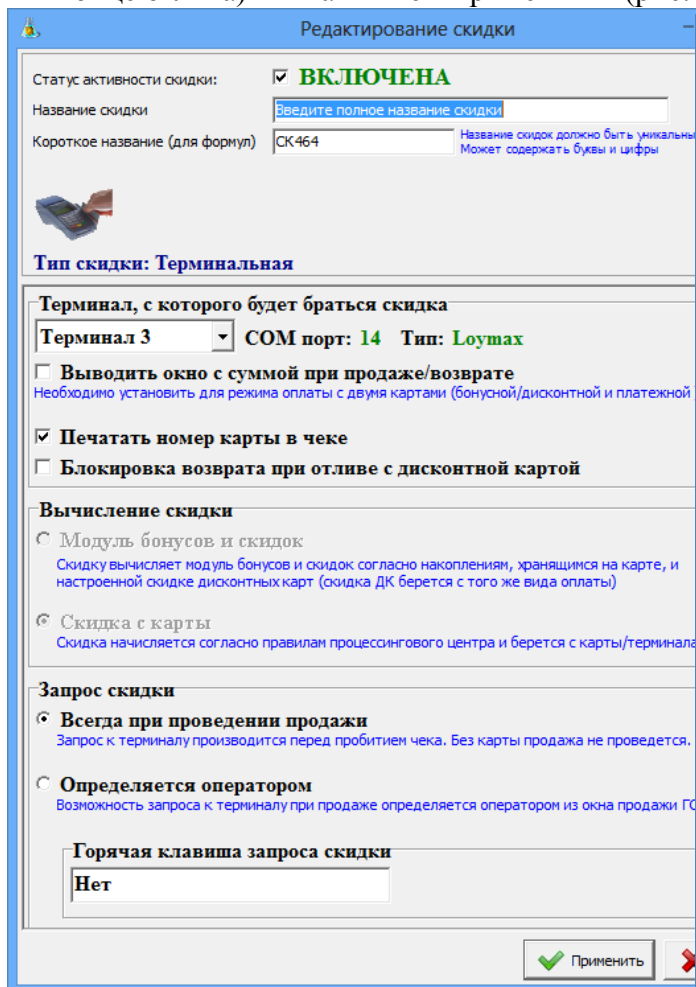 Редактирование скидки
Статус активности скидки: ВКЛЮЧЕНА
Название скидки Введите полное название скидки
Короткое название (для формул) СК464 Название скидок должно быть уникальны
Может содержать буквы и цифры
Тип скидки: Терминальная
Терминал, с которого будет браться скидка
Терминал 3 COM порт: 14 Тип: Loymax
Выводить окно с суммой при продаже/возврате
Необходимо установить для режима оплаты с двумя картами (бонусной/дисконтной и платежной
Печатать номер карты в чеке
Блокировка возврата при отливе с дисконтной картой
Вычисление скидки
Модуль бонусов и скидок
Скидку вычисляет модуль бонусов и скидок согласно накоплениям, хранящимся на карте, и
настроенной скидке дисконтных карт (скидка ДК берется с того же вида оплаты)
Скидка с карты
Скидка начисляется согласно правилам процессингового центра и берется с карты/терминала
Запрос скидки
Всегда при проведении продажи
Запрос к терминалу производится перед пробитием чека. Без карты продажа не проведется.
Определяется оператором
Возможность запроса к терминалу при продаже определяется оператором из окна продажи
Горячая клавиша запроса скидки
Нет
Применить